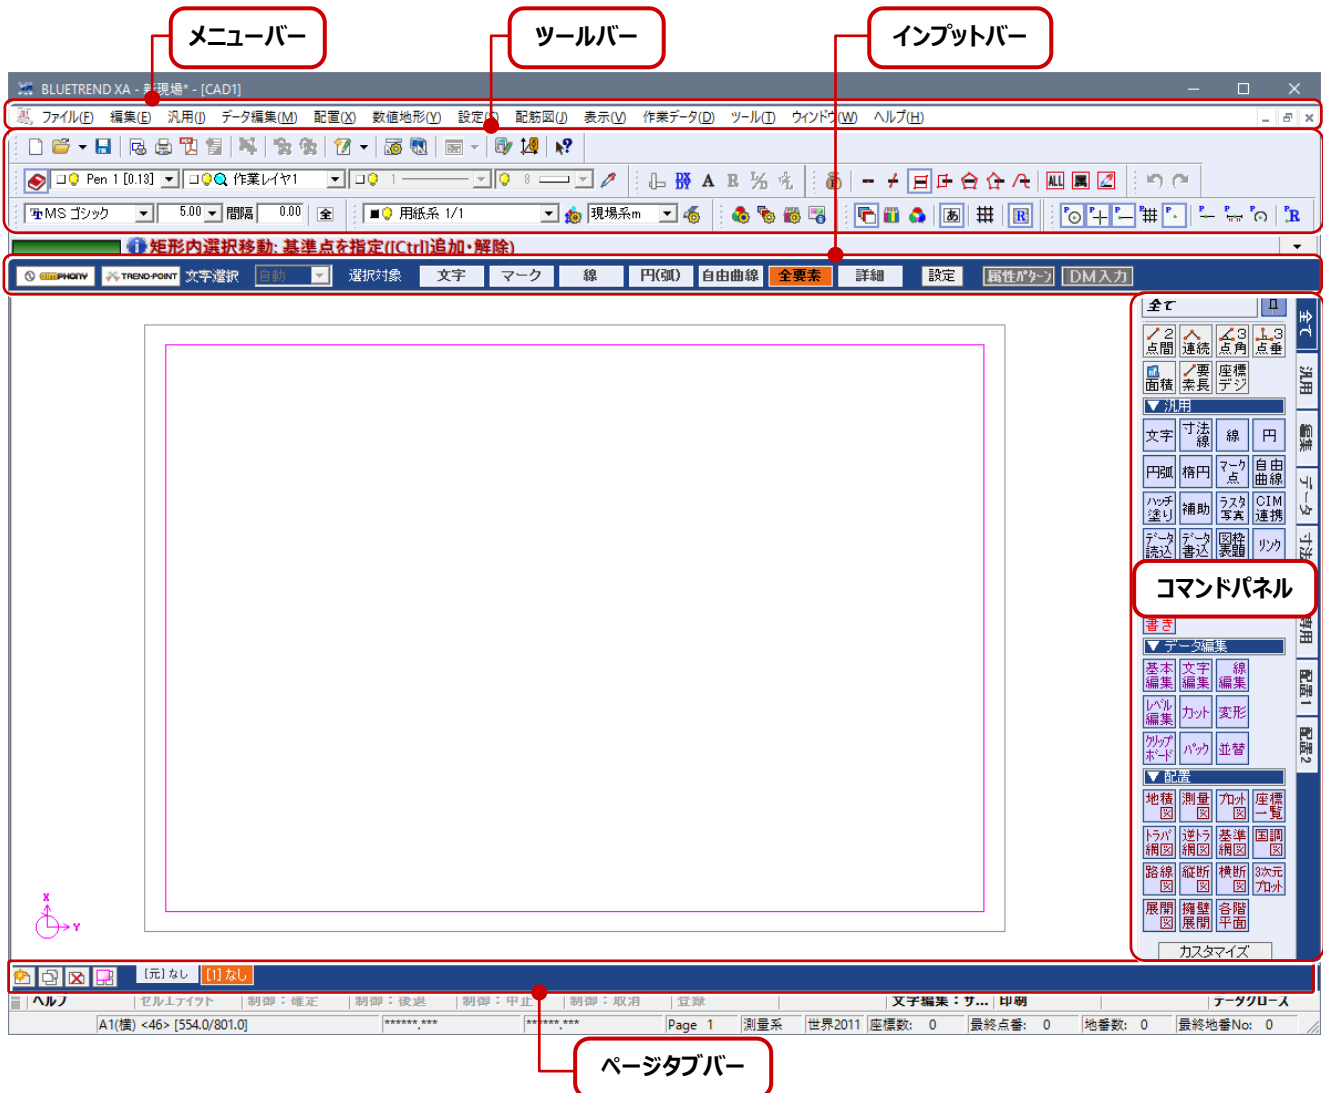 メニューバー
ツールバー
インプットバー
BLUETREND XA - 新現場* - [CAD1]
ファイル(F) 編集(E) 汎用(I) データ編集(M) 配置(X) 数値地形(Y) 設定(S) 配筋図(J) 表示(V) 作業データ(D) ツール(T) ウィンドウ(W) ヘルプ(H)
Pen 1 [0.13] 作業レイヤ1 1 8 A B ALL 属
MS ゴシック 5.00 間隔 0.00 全 用紙系 1/1 現場系m あ R
矩形内選択移動: 基準点を指定([Ctrl]追加・解除)
SiMPHONY TREND-POINT 文字選択 自動 選択対象 文字 マーク 線 円(弧) 自由曲線 全要素 詳細 設定 属性パターン DM入力
全て
2点間 連続 3点角 3点垂
面積 要素長 座標デジ
▼ 汎用
文字 寸法線 線 円
円弧 楕円 マーク点 自由曲線
ハッチ塗り 補助 ラスタ写真 CIM連携
データ読込 データ書込 図枠表題 リンク
コマンドパネル
書き
▼ データ編集
基本編集 文字編集 線編集
レベル編集 カット 変形
クリップボード パック 並替
▼ 配置
地積図 測量図 プロット図 座標一覧
トラバ網図 逆トラ網図 基準網図 国調図
路線図 縦断図 横断図 3次元プロット
展開図 擁壁展開 各階平面
カスタマイズ
全て
汎用
編集
データ
寸法
専用
配置1
配置2
X
Y
[元] なし [1] なし
ヘルプ セルエディット 制御：確定 制御：後退 制御：中止 制御：取消 登録 文字編集：サ... 印刷 データクローズ
A1(横) <46> [554.0/801.0] ******.*** ******.*** Page 1 測量系 世界2011 座標数: 0 最終点番: 0 地番数: 0 最終地番No: 0
ページタブバー